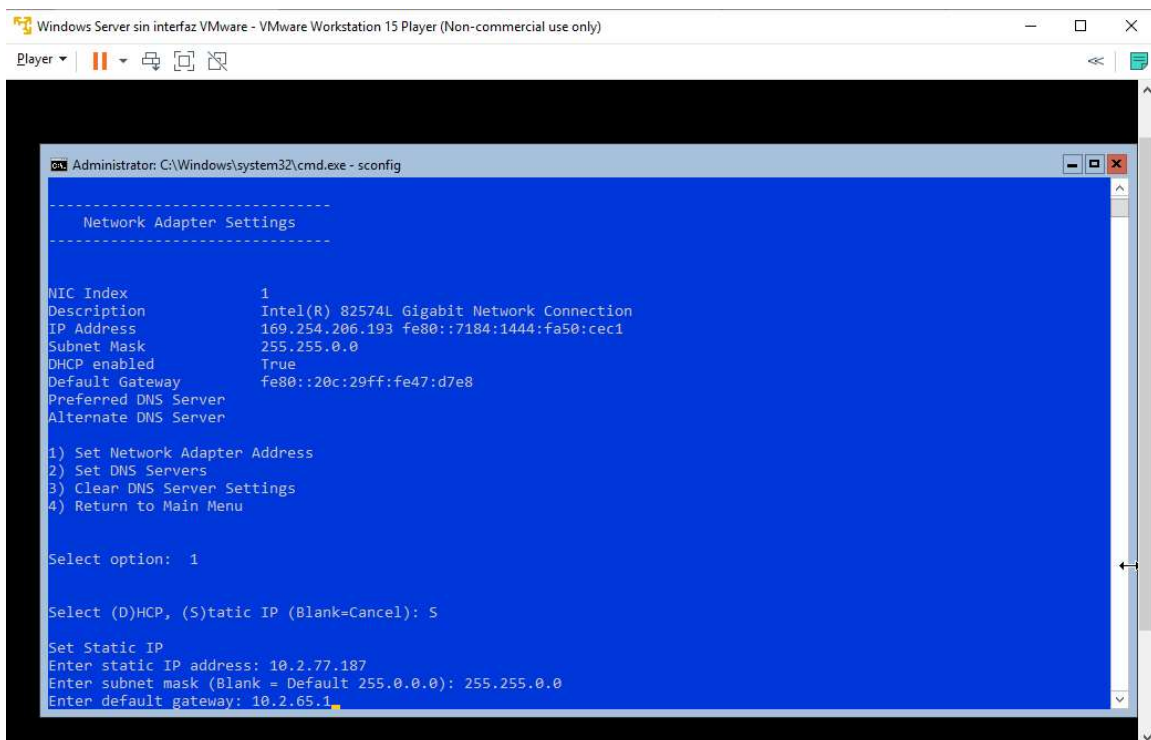 Windows Server sin interfaz VMware - VMware Workstation 15 Player (Non-commercial use only)
Player
Administrator: C:\Windows\system32\cmd.exe - sconfig
--------------------------------
Network Adapter Settings
--------------------------------
NIC Index 1
Description Intel(R) 82574L Gigabit Network Connection
IP Address 169.254.206.193 fe80::7184:1444:fa50:cec1
Subnet Mask 255.255.0.0
DHCP enabled True
Default Gateway fe80::20c:29ff:fe47:d7e8
Preferred DNS Server
Alternate DNS Server
1) Set Network Adapter Address
2) Set DNS Servers
3) Clear DNS Server Settings
4) Return to Main Menu
Select option: 1
Select (D)HCP, (S)tatic IP (Blank=Cancel): S
Set Static IP
Enter static IP address: 10.2.77.187
Enter subnet mask (Blank = Default 255.0.0.0): 255.255.0.0
Enter default gateway: 10.2.65.1